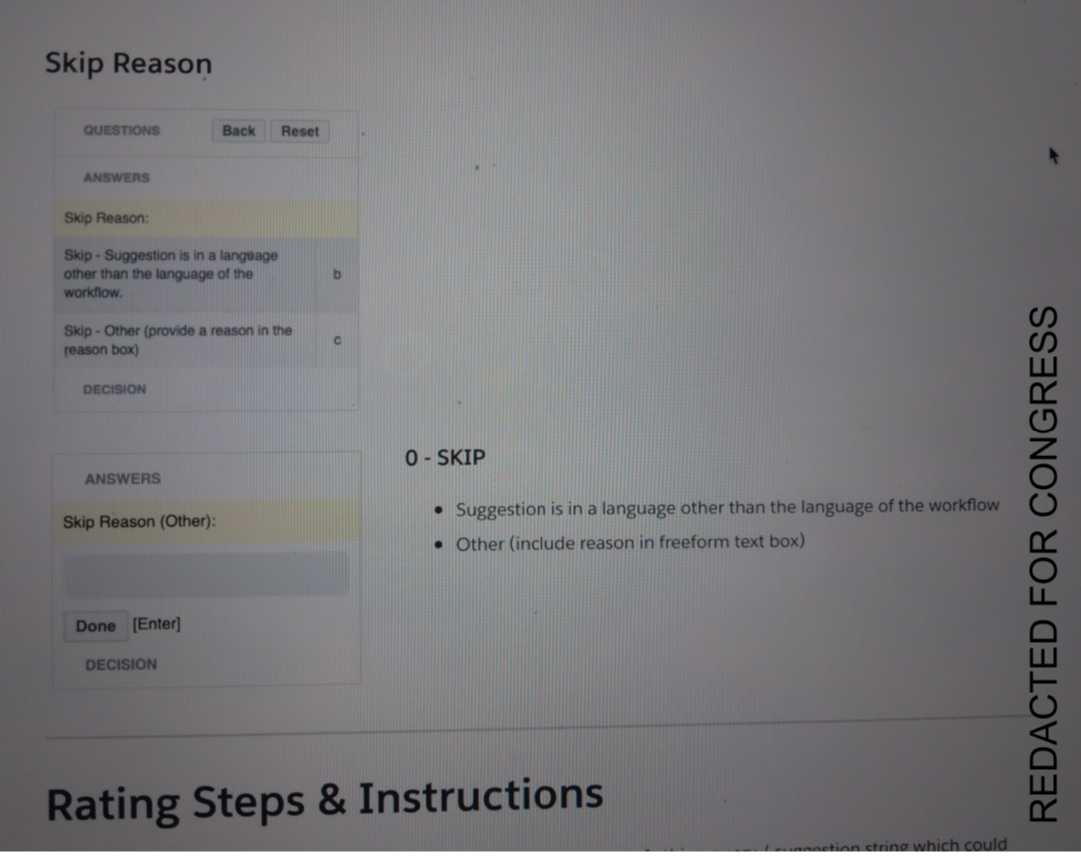 Skip Reason
QUESTIONS Back Reset
ANSWERS
Skip Reason:
Skip - Suggestion is in a language
other than the language of the
workflow.
b
Skip - Other (provide a reason in the
reason box)
c
DECISION
ANSWERS
Skip Reason (Other):
Done [Enter]
DECISION
0 - SKIP
• Suggestion is in a language other than the language of the workflow
• Other (include reason in freeform text box)
Rating Steps & Instructions
suggestion string which could
REDACTED FOR CONGRESS